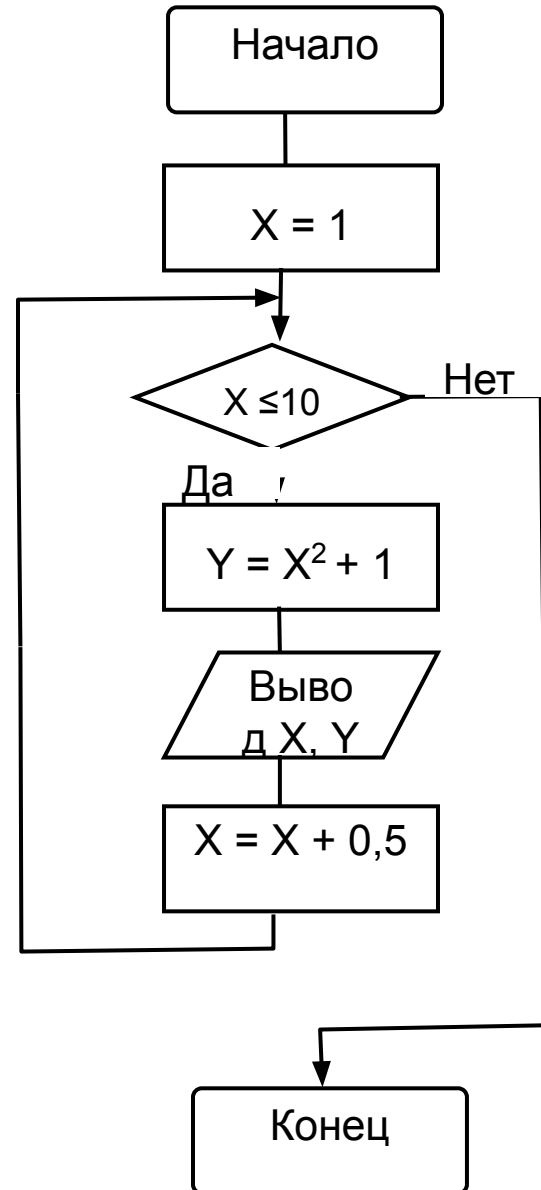 Начало
X = 1
X ≤10
Нет
Да
Y = X² + 1
Выво
д X, Y
X = X + 0,5
Конец